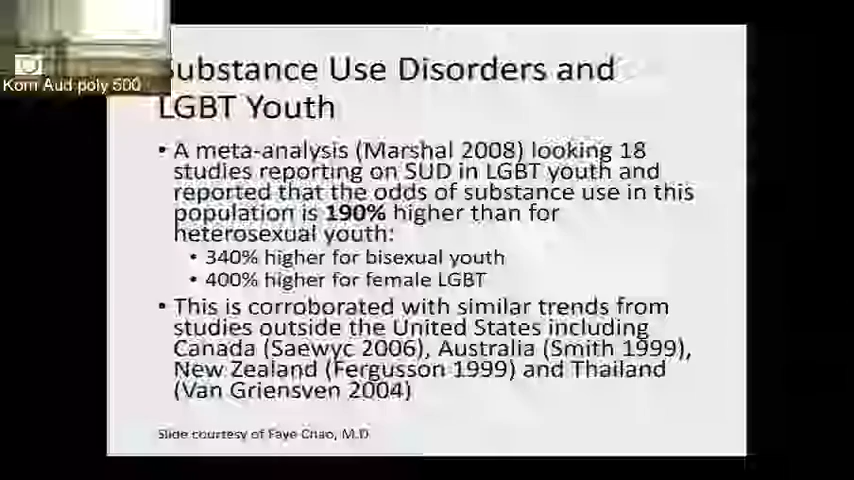 Substance Use Disorders and
LGBT Youth
Kom Aud poly 500
• A meta-analysis (Marshal 2008) looking 18
studies reporting on SUD in LGBT youth and
reported that the odds of substance use in this
population is 190% higher than for
heterosexual youth:
• 340% higher for bisexual youth
• 400% higher for female LGBT
• This is corroborated with similar trends from
studies outside the United States including
Canada (Saewyc 2006), Australia (Smith 1999),
New Zealand (Fergusson 1999) and Thailand
(Van Griensven 2004)
Slide courtesy of Faye Chao, M.D